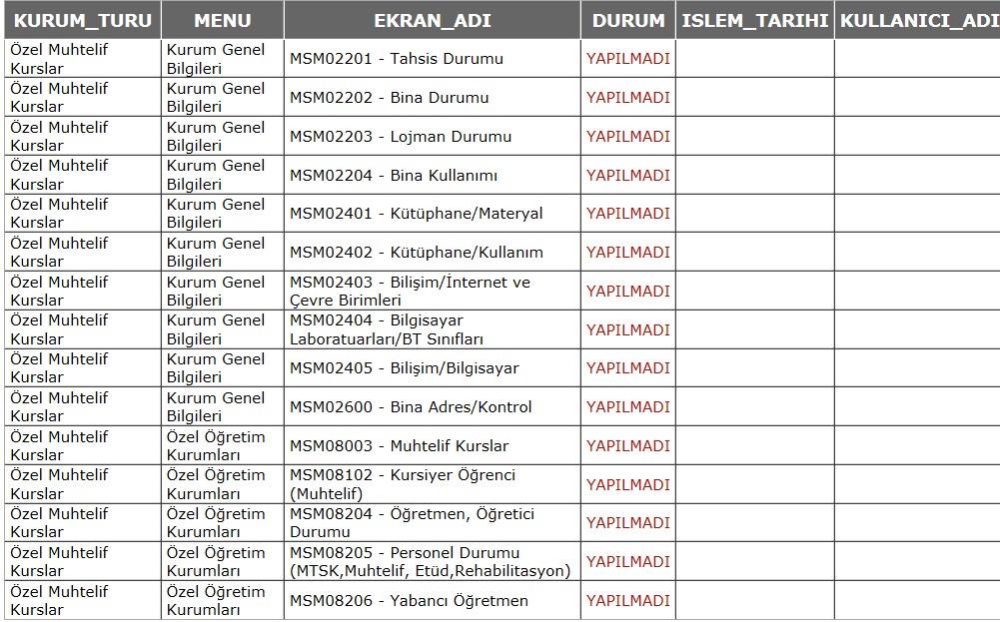 KURUM_TURU MENU EKRAN_ADI DURUM ISLEM_TARIHI KULLANICI_ADI
Özel Muhtelif Kurslar Kurum Genel Bilgileri MSM02201 - Tahsis Durumu YAPILMADI
Özel Muhtelif Kurslar Kurum Genel Bilgileri MSM02202 - Bina Durumu YAPILMADI
Özel Muhtelif Kurslar Kurum Genel Bilgileri MSM02203 - Lojman Durumu YAPILMADI
Özel Muhtelif Kurslar Kurum Genel Bilgileri MSM02204 - Bina Kullanımı YAPILMADI
Özel Muhtelif Kurslar Kurum Genel Bilgileri MSM02401 - Kütüphane/Materyal YAPILMADI
Özel Muhtelif Kurslar Kurum Genel Bilgileri MSM02402 - Kütüphane/Kullanım YAPILMADI
Özel Muhtelif Kurslar Kurum Genel Bilgileri MSM02403 - Bilişim/İnternet ve Çevre Birimleri YAPILMADI
Özel Muhtelif Kurslar Kurum Genel Bilgileri MSM02404 - Bilgisayar Laboratuarları/BT Sınıfları YAPILMADI
Özel Muhtelif Kurslar Kurum Genel Bilgileri MSM02405 - Bilişim/Bilgisayar YAPILMADI
Özel Muhtelif Kurslar Kurum Genel Bilgileri MSM02600 - Bina Adres/Kontrol YAPILMADI
Özel Muhtelif Kurslar Özel Öğretim Kurumları MSM08003 - Muhtelif Kurslar YAPILMADI
Özel Muhtelif Kurslar Özel Öğretim Kurumları MSM08102 - Kursiyer Öğrenci (Muhtelif) YAPILMADI
Özel Muhtelif Kurslar Özel Öğretim Kurumları MSM08204 - Öğretmen, Öğretici Durumu YAPILMADI
Özel Muhtelif Kurslar Özel Öğretim Kurumları MSM08205 - Personel Durumu (MTSK,Muhtelif, Etüd,Rehabilitasyon) YAPILMADI
Özel Muhtelif Kurslar Özel Öğretim Kurumları MSM08206 - Yabancı Öğretmen YAPILMADI